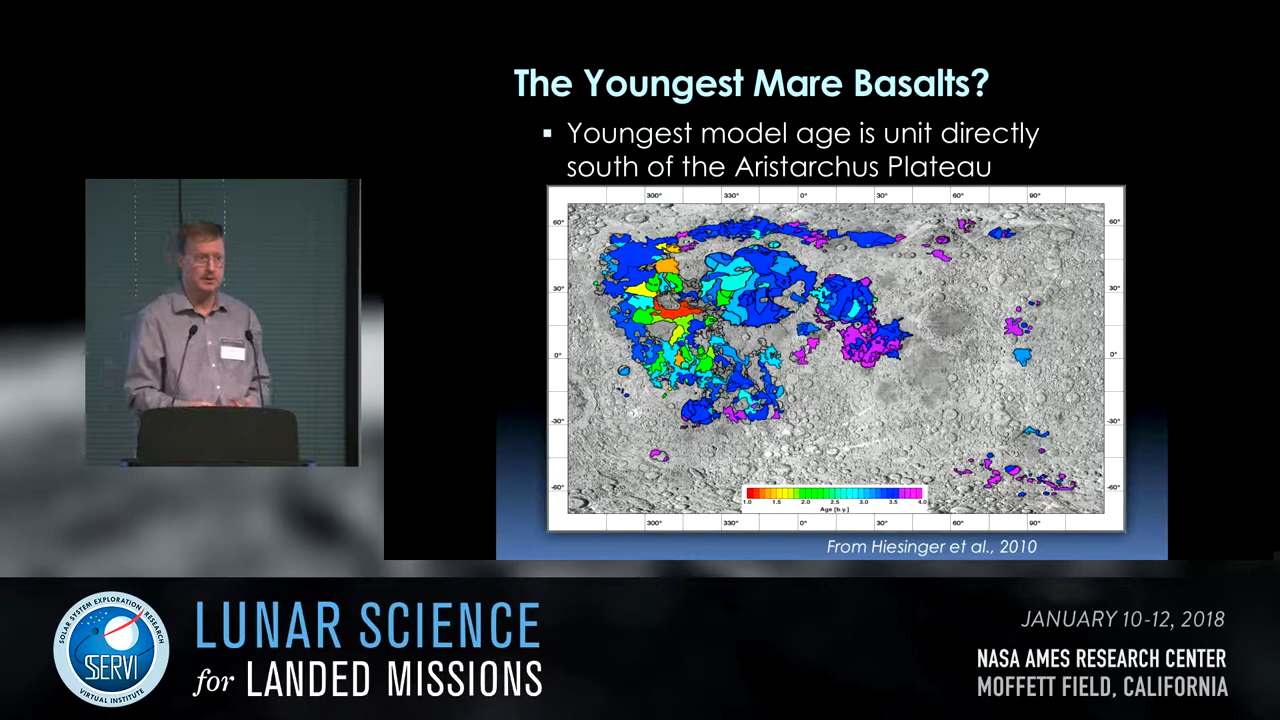 The Youngest Mare Basalts?
▪ Youngest model age is unit directly
south of the Aristarchus Plateau
300° 330° 0° 30° 60° 90°
60° 60°
30° 30°
0° 0°
-30° -30°
-60° -60°
1.0 1.5 2.0 2.5 3.0 3.5 4.0
Age [b.y.]
300° 330° 0° 30° 60° 90°
From Hiesinger et al., 2010
SOLAR SYSTEM EXPLORATION RESEARCH
SSERVI
VIRTUAL INSTITUTE
LUNAR SCIENCE
for LANDED MISSIONS
JANUARY 10-12, 2018
NASA AMES RESEARCH CENTER
MOFFETT FIELD, CALIFORNIA